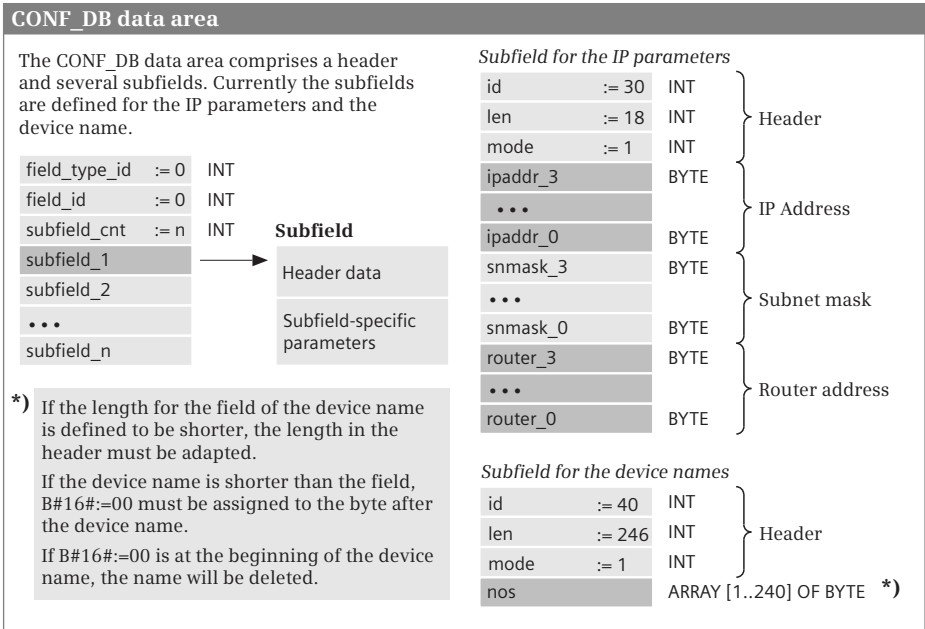 CONF_DB data area
The CONF_DB data area comprises a header
and several subfields. Currently the subfields
are defined for the IP parameters and the
device name.
field_type_id := 0 INT
field_id := 0 INT
subfield_cnt := n INT
subfield_1
subfield_2
•••
subfield_n
Subfield
Header data
Subfield-specific
parameters
*) If the length for the field of the device name
is defined to be shorter, the length in the
header must be adapted.
If the device name is shorter than the field,
B#16#:=00 must be assigned to the byte after
the device name.
If B#16#:=00 is at the beginning of the device
name, the name will be deleted.
Subfield for the IP parameters
id := 30 INT
len := 18 INT
mode := 1 INT
Header
ipaddr_3 BYTE
•••
ipaddr_0 BYTE
IP Address
snmask_3 BYTE
•••
snmask_0 BYTE
Subnet mask
router_3 BYTE
•••
router_0 BYTE
Router address
Subfield for the device names
id := 40 INT
len := 246 INT
mode := 1 INT
Header
nos ARRAY [1..240] OF BYTE *)